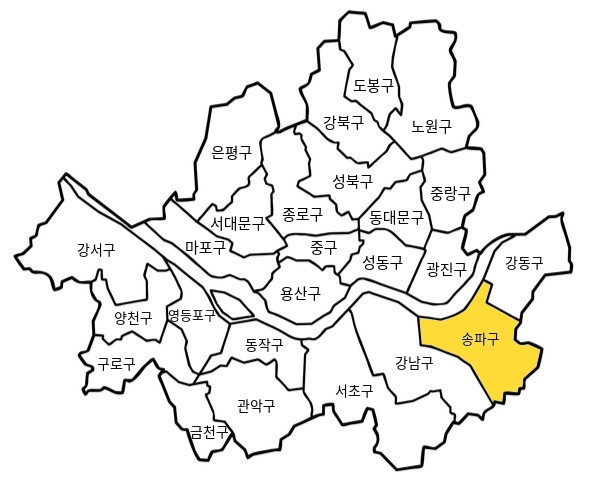 도봉구
강북구
노원구
은평구
성북구
중랑구
서대문구
종로구
동대문구
마포구
중구
강서구
성동구
광진구
강동구
용산구
양천구
영등포구
동작구
송파구
구로구
강남구
서초구
관악구
금천구